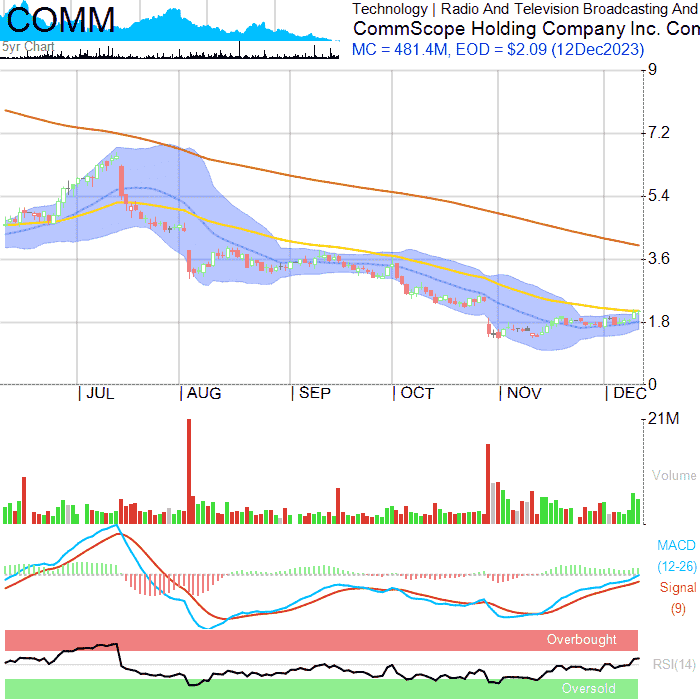 COMM
5yr Chart
Technology | Radio And Television Broadcasting And
CommScope Holding Company Inc. Con
MC = 481.4M, EOD = $2.09 (12Dec2023)
9
7.2
5.4
3.6
1.8
0
JUL
AUG
SEP
OCT
NOV
DEC
21M
Volume
MACD
(12-26)
Signal
(9)
Overbought
RSI(14)
Oversold